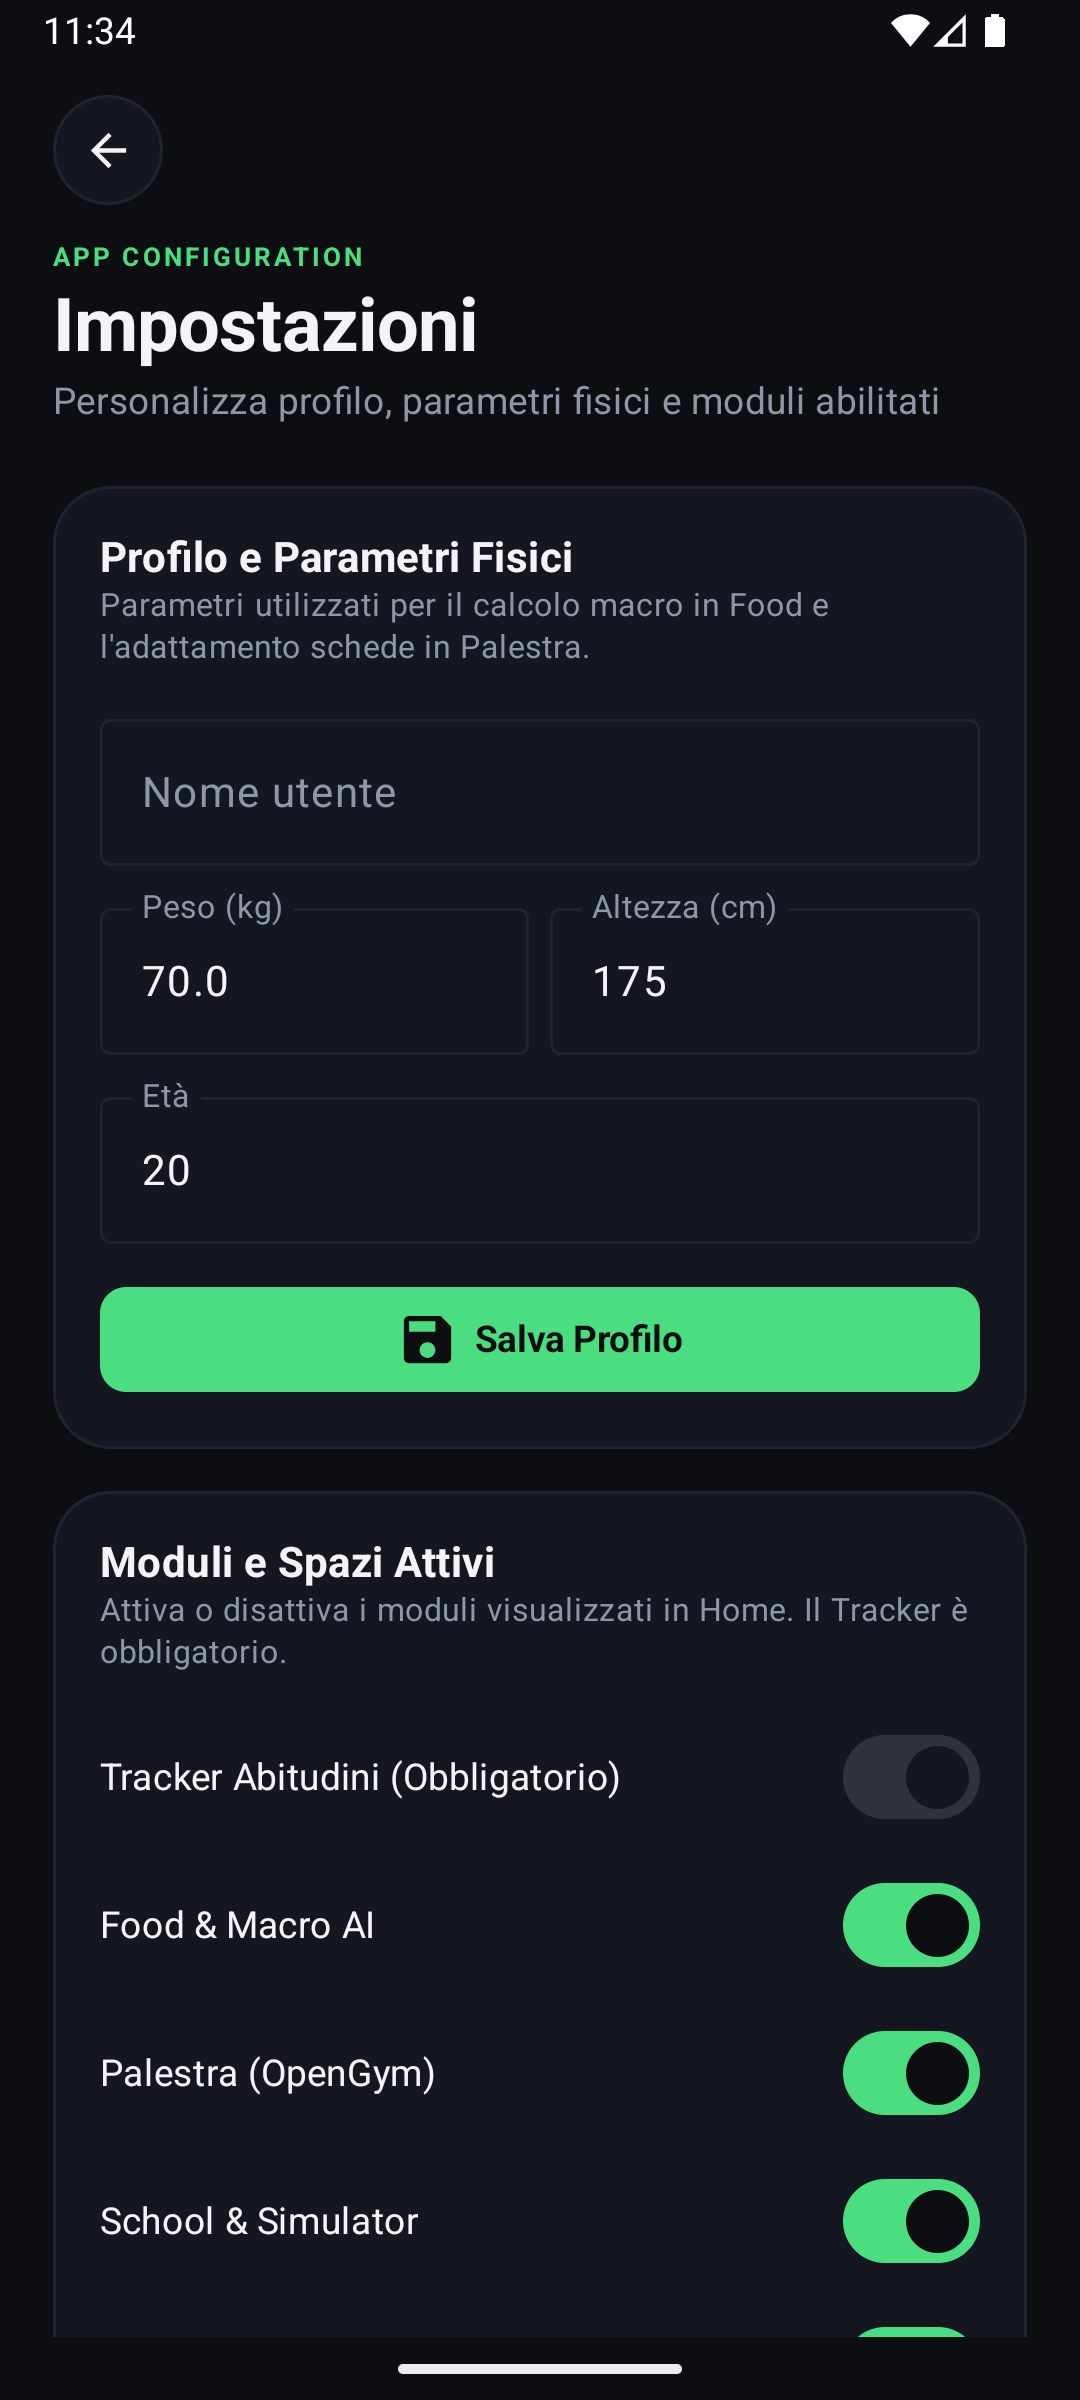 11:34
APP CONFIGURATION
Impostazioni
Personalizza profilo, parametri fisici e moduli abilitati
Profilo e Parametri Fisici
Parametri utilizzati per il calcolo macro in Food e
l'adattamento schede in Palestra.
Nome utente
Peso (kg)
Altezza (cm)
70.0
175
Età
20
Salva Profilo
Moduli e Spazi Attivi
Attiva o disattiva i moduli visualizzati in Home. Il Tracker è
obbligatorio.
Tracker Abitudini (Obbligatorio)
Food & Macro AI
Palestra (OpenGym)
School & Simulator